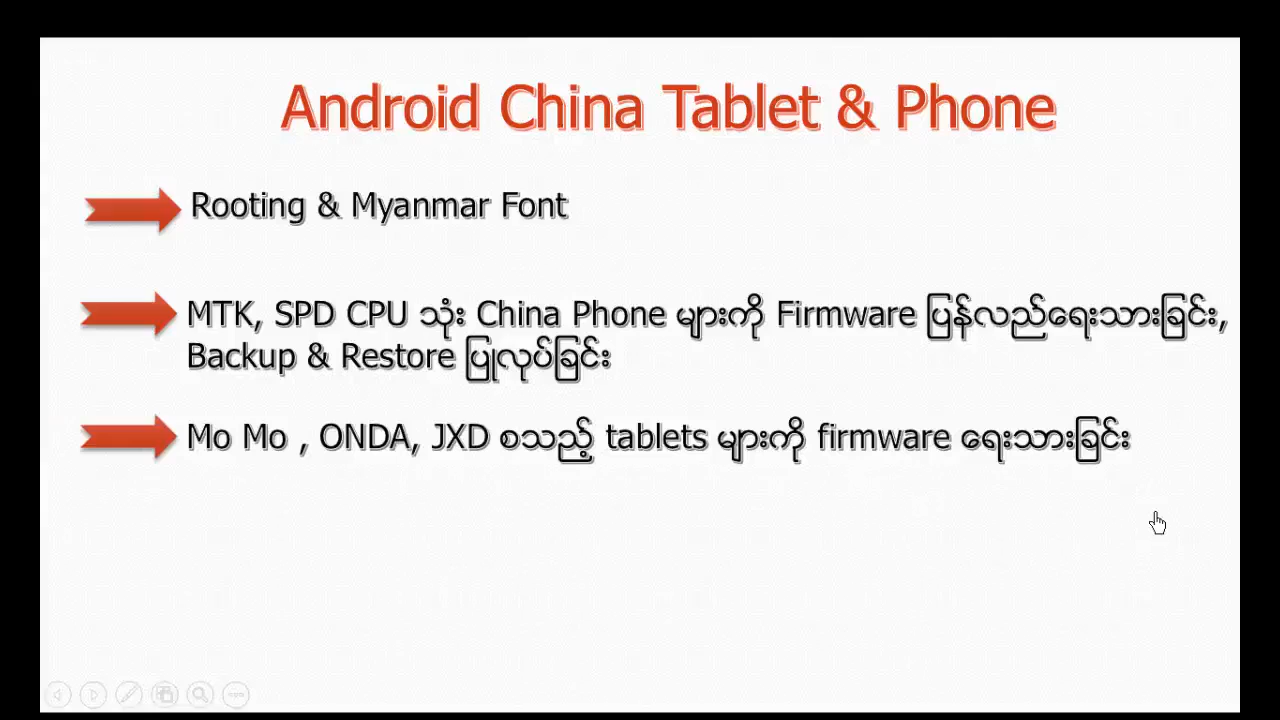 Android China Tablet & Phone
Rooting & Myanmar Font
MTK, SPD CPU သုံး China Phone များကို Firmware ပြန်လည်ရေးသားခြင်း,
Backup & Restore ပြုလုပ်ခြင်း
Mo Mo , ONDA, JXD စသည့် tablets များကို firmware ရေးသားခြင်း